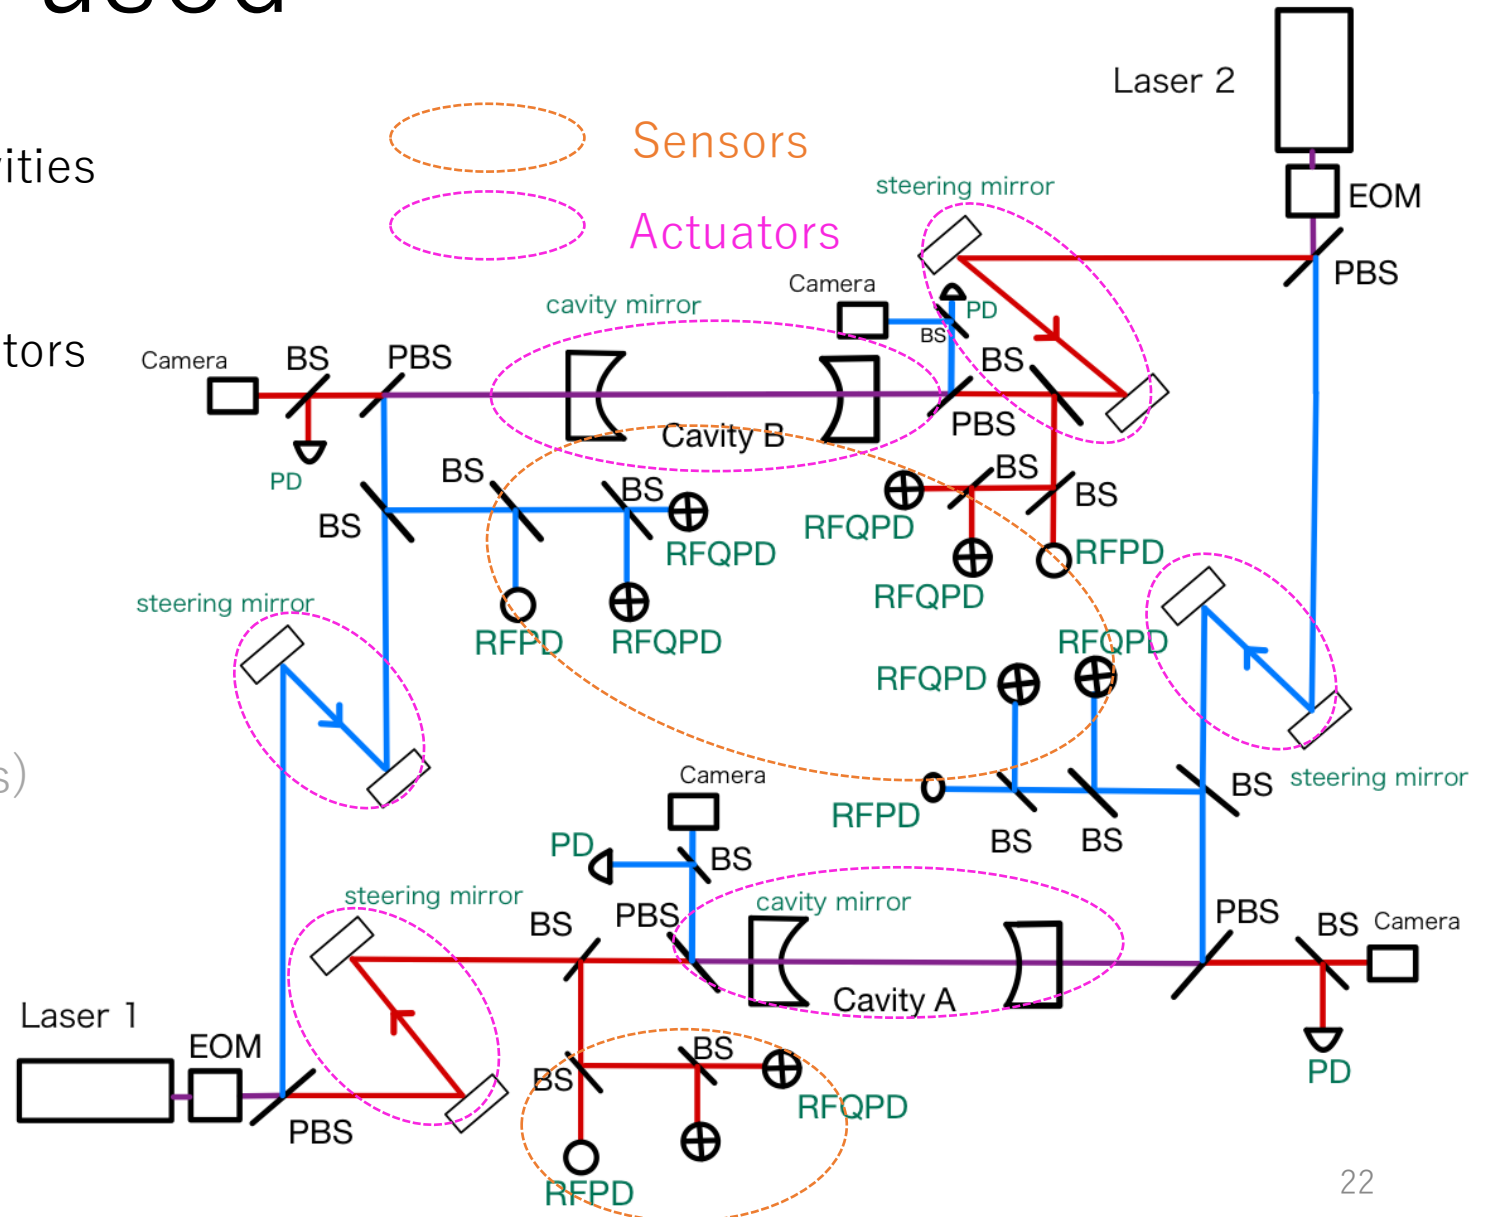 used
Laser 2
vities
Sensors
steering mirror
EOM
Actuators
PBS
Camera
cavity mirror
PD
BS
tors
Camera
BS
PBS
BS
PBS
Cavity B
BS
BS
BS
BS
PD
BS
RFQPD
RFQPD
RFPD
RFQPD
steering mirror
RFPD
RFQPD
RFQPD
RFQPD
s)
Camera
steering mirror
BS
RFPD
BS
BS
PD
BS
steering mirror
cavity mirror
BS
PBS
PBS
BS
Camera
Cavity A
Laser 1
EOM
BS
BS
PD
RFQPD
PBS
RFPD
22